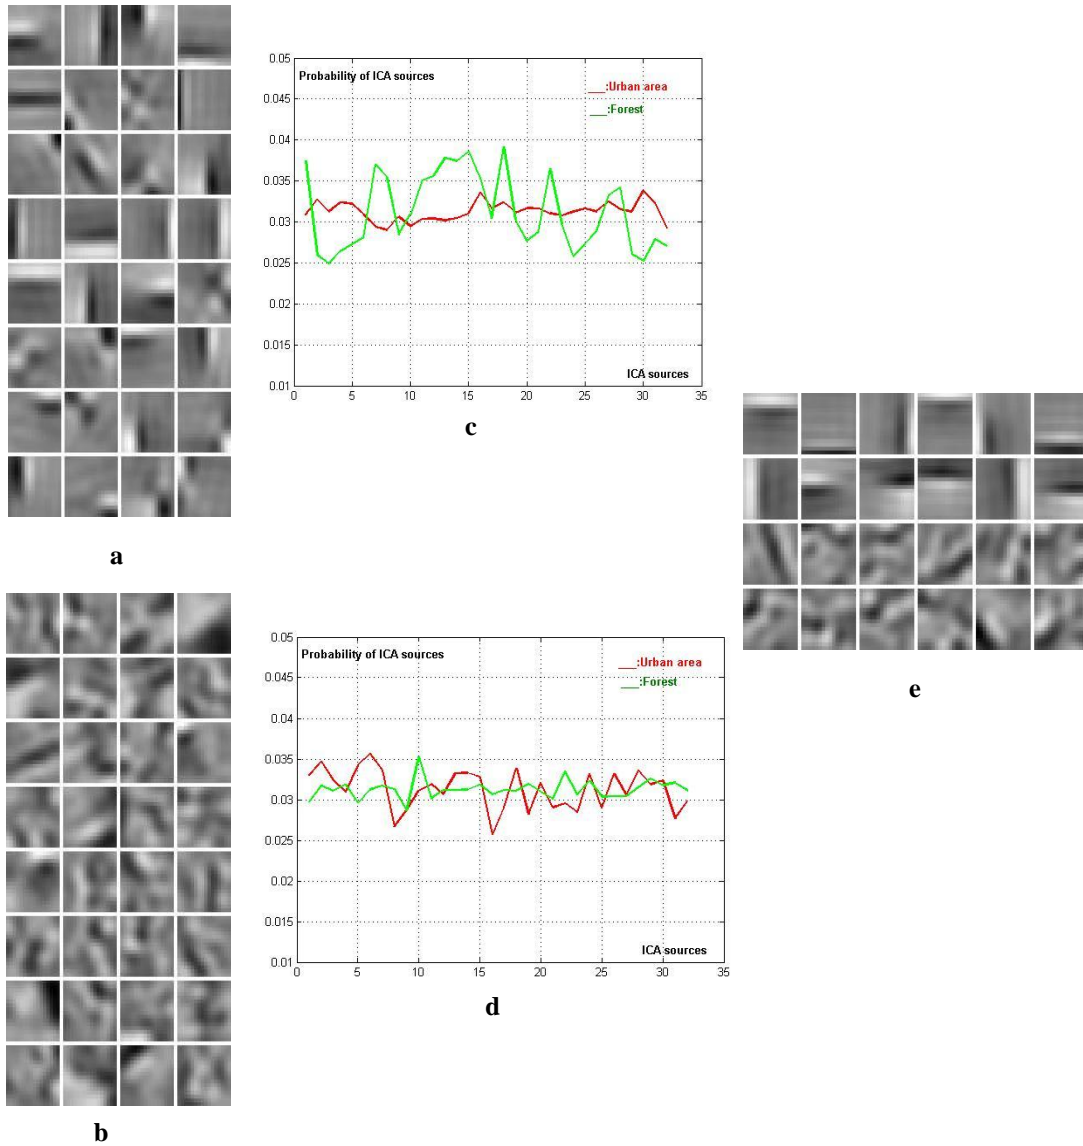 0.05
Probability of ICA sources
___:Urban area
0.045
___:Forest
0.04
0.035
0.03
0.025
0.02
0.015
ICA sources
0.01
0 5 10 15 20 25 30 35
c
a
0.05
Probability of ICA sources
___:Urban area
___:Forest
0.045
0.04
0.035
0.03
0.025
0.02
0.015
ICA sources
0.01
0 5 10 15 20 25 30 35
d
e
b